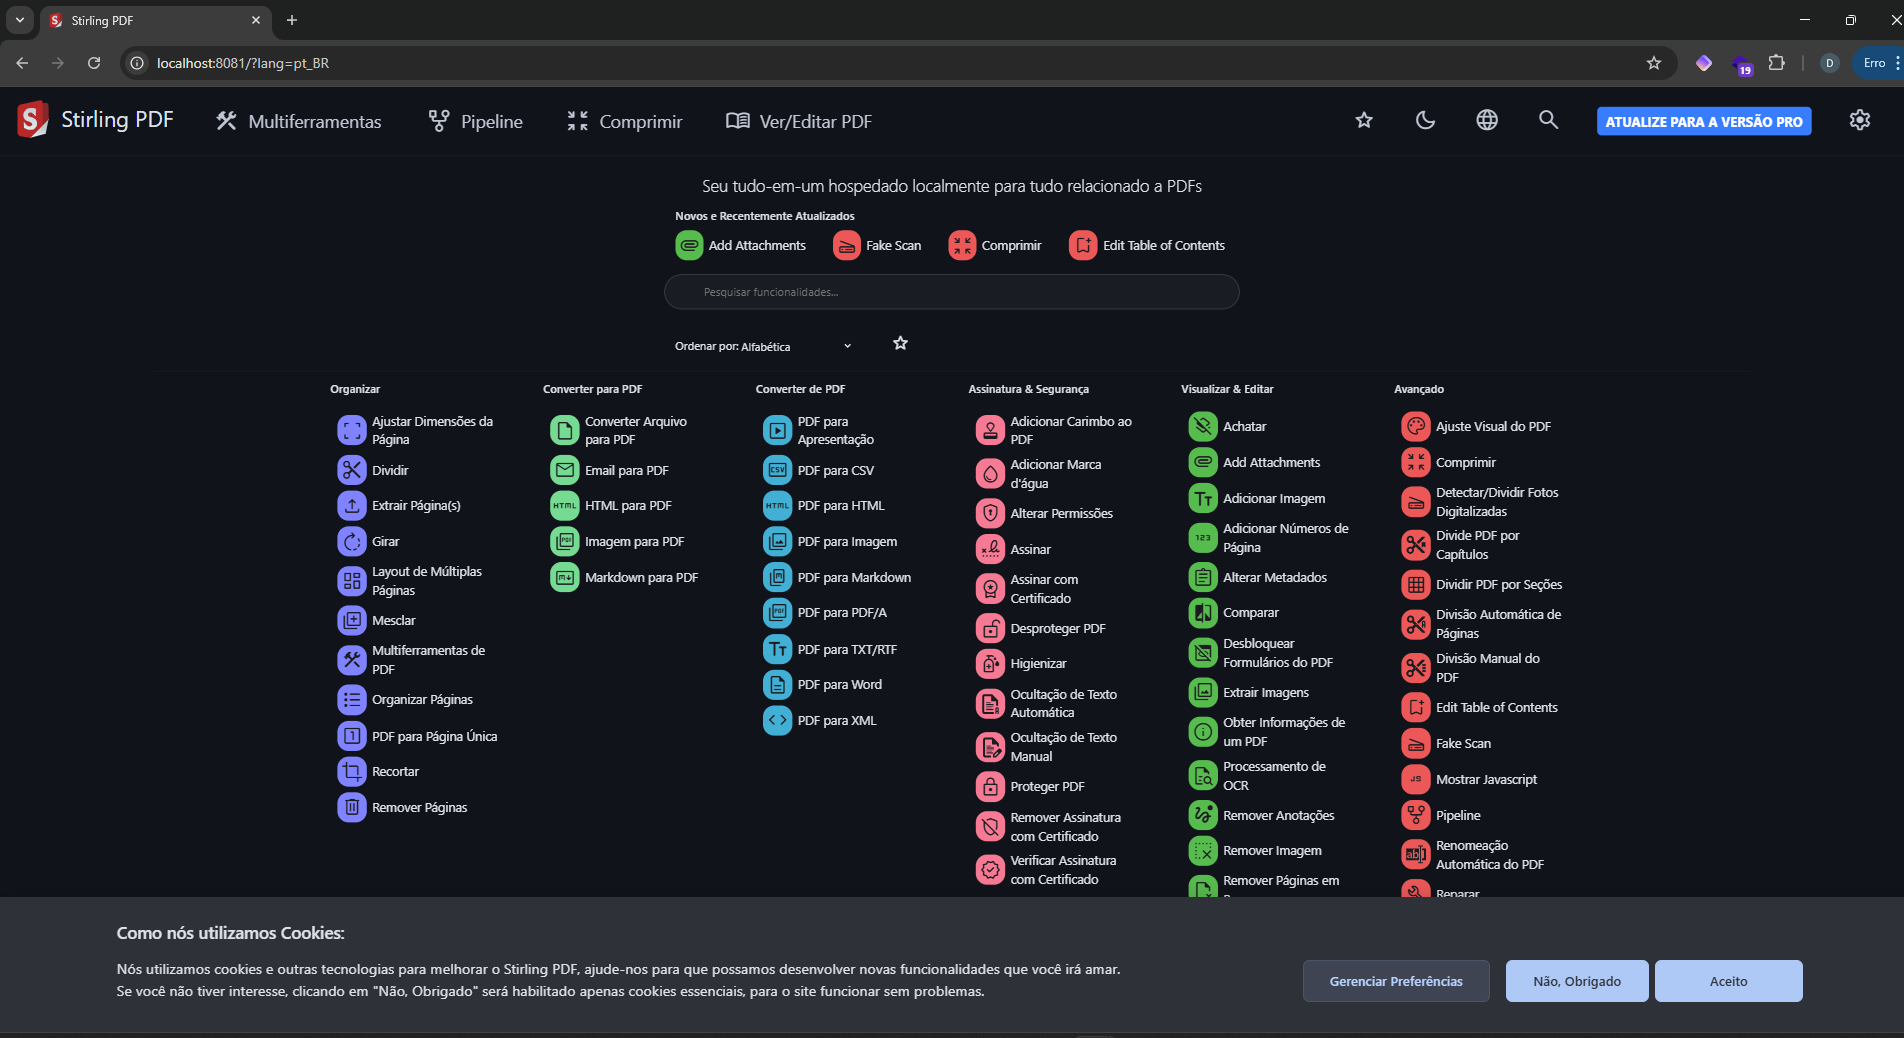 Stirling PDF
localhost:8081/?lang=pt_BR
19
D
Erro
Stirling PDF
Multiferramentas
Pipeline
Comprimir
Ver/Editar PDF
ATUALIZE PARA A VERSÃO PRO
Seu tudo-em-um hospedado localmente para tudo relacionado a PDFs
Novos e Recentemente Atualizados
Add Attachments
Fake Scan
Comprimir
Edit Table of Contents
Pesquisar funcionalidades...
Ordenar por: Alfabética
Organizar
Ajustar Dimensões da
Página
Dividir
Extrair Página(s)
Girar
Layout de Múltiplas
Páginas
Mesclar
Multiferramentas de
PDF
Organizar Páginas
PDF para Página Única
Recortar
Remover Páginas
Converter para PDF
Converter Arquivo
para PDF
Email para PDF
HTML para PDF
Imagem para PDF
Markdown para PDF
Converter de PDF
PDF para
Apresentação
PDF para CSV
PDF para HTML
PDF para Imagem
PDF para Markdown
PDF para PDF/A
PDF para TXT/RTF
PDF para Word
PDF para XML
Assinatura & Segurança
Adicionar Carimbo ao
PDF
Adicionar Marca
d'água
Alterar Permissões
Assinar
Assinar com
Certificado
Desproteger PDF
Higienizar
Ocultação de Texto
Automática
Ocultação de Texto
Manual
Proteger PDF
Remover Assinatura
com Certificado
Verificar Assinatura
com Certificado
Visualizar & Editar
Achatar
Add Attachments
Adicionar Imagem
Adicionar Números de
Página
Alterar Metadados
Comparar
Desbloquear
Formulários do PDF
Extrair Imagens
Obter Informações de
um PDF
Processamento de
OCR
Remover Anotações
Remover Imagem
Remover Páginas em
Avançado
Ajuste Visual do PDF
Comprimir
Detectar/Dividir Fotos
Digitalizadas
Divide PDF por
Capítulos
Dividir PDF por Seções
Divisão Automática de
Páginas
Divisão Manual do
PDF
Edit Table of Contents
Fake Scan
Mostrar Javascript
Pipeline
Renomeação
Automática do PDF
Reparar
Como nós utilizamos Cookies:
Nós utilizamos cookies e outras tecnologias para melhorar o Stirling PDF, ajude-nos para que possamos desenvolver novas funcionalidades que você irá amar.
Se você não tiver interesse, clicando em "Não, Obrigado" será habilitado apenas cookies essenciais, para o site funcionar sem problemas.
Gerenciar Preferências
Não, Obrigado
Aceito